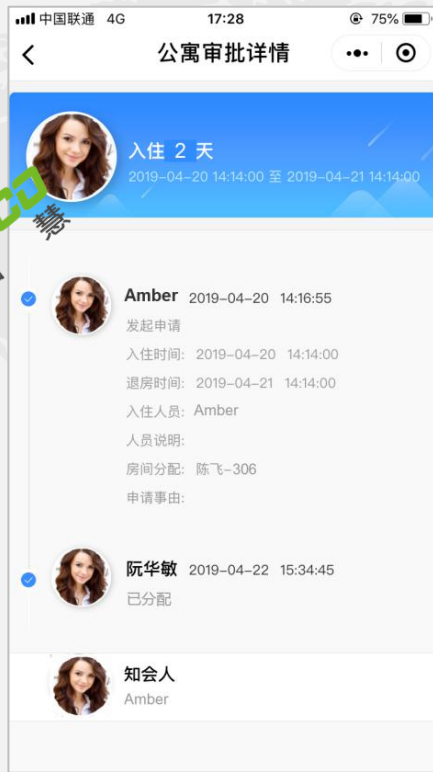 中国联通 4G 17:28 75%
公寓审批详情
入住 2 天
2019-04-20 14:14:00 至 2019-04-21 14:14:00
慧
Amber 2019-04-20 14:16:55
发起申请
入住时间: 2019-04-20 14:14:00
退房时间: 2019-04-21 14:14:00
入住人员: Amber
人员说明:
房间分配: 陈飞-306
申请事由:
阮华敏 2019-04-22 15:34:45
已分配
知会人
Amber